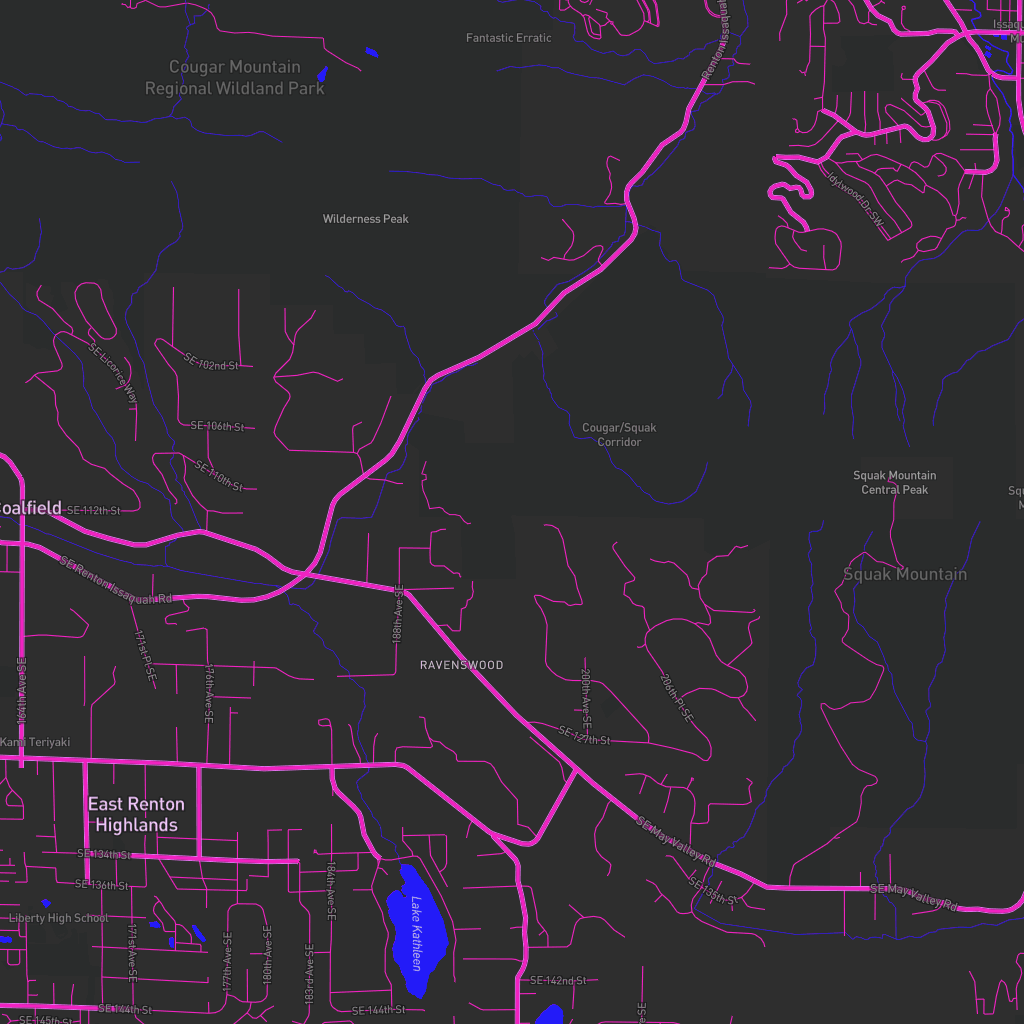 Fantastic Erratic
Renton Issaquah
Cougar Mountain
Regional Wildland Park
Idylwood Dr SW
Wilderness Peak
SE Licorice Way
SE 102nd St
SE 106th St
Cougar/Squak
Corridor
SE 110th St
Squak Mountain
Central Peak
Coalfield
SE 112th St
SE Renton Issaquah Rd
Squak Mountain
188th Ave SE
171st Pl SE
RAVENSWOOD
164th Ave SE
176th Ave SE
200th Ave SE
206th Pl SE
SE 127th St
Kami Teriyaki
East Renton
Highlands
SE May Valley Rd
SE 134th St
SE 136th St
184th Ave SE
SE 135th St
SE May Valley Rd
Liberty High School
Lake Kathleen
171st Ave SE
177th Ave SE
180th Ave SE
183rd Ave SE
SE 142nd St
SE 144th St
SE 144th St
SE 145th St